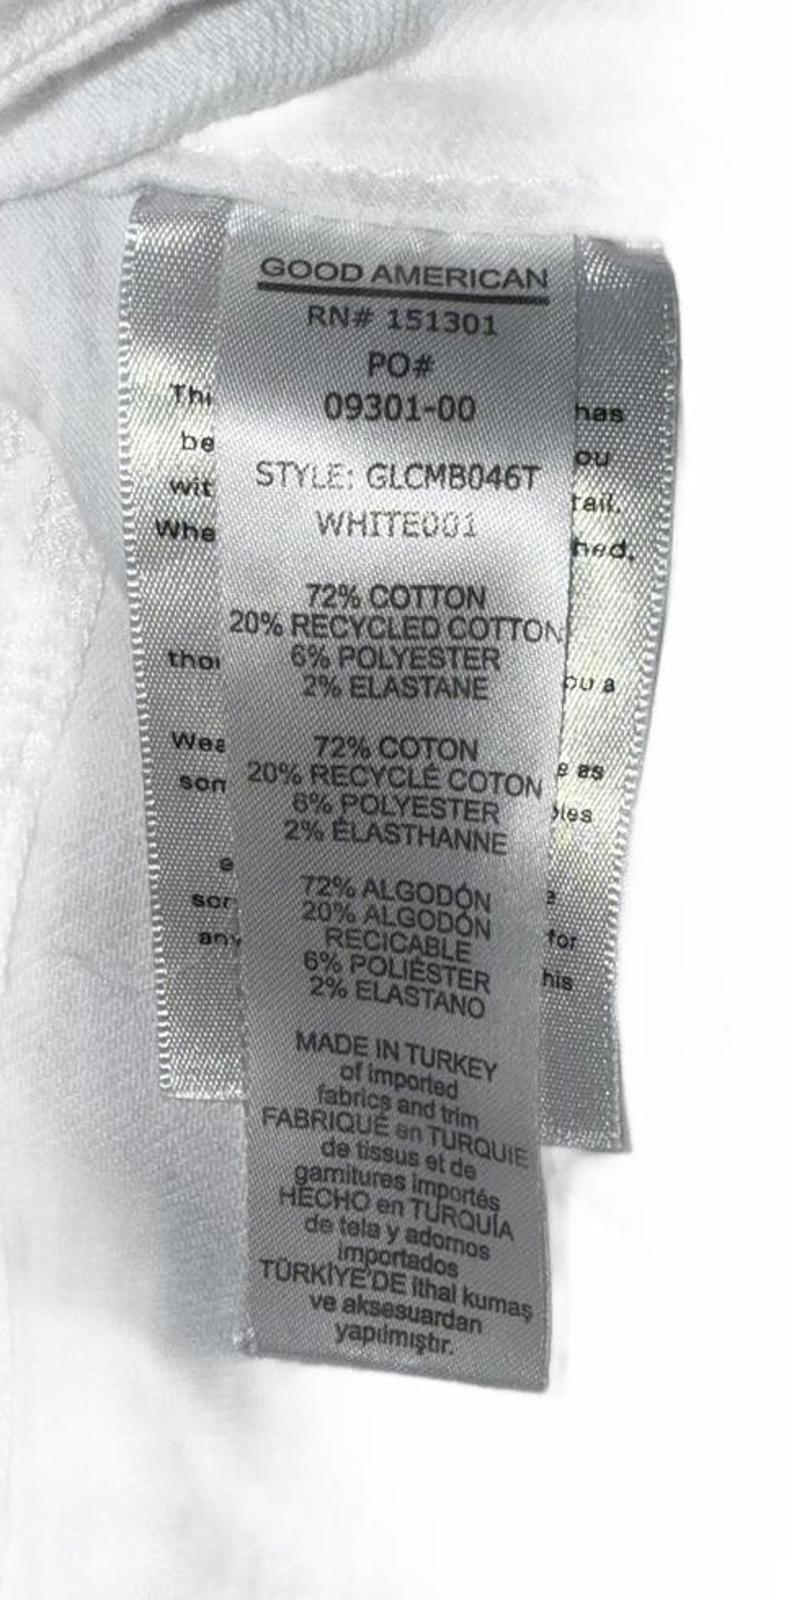 GOOD AMERICAN
RN# 151301
PO#
09301-00
STYLE: GLCMB046T
WHITE001
72% COTTON
20% RECYCLED COTTON
6% POLYESTER
2% ELASTANE
72% COTON
20% RECYCLÉ COTON
6% POLYESTER
2% ÉLASTHANNE
72% ALGODÓN
20% ALGODÓN
RECICABLE
6% POLIÉSTER
2% ELASTANO
MADE IN TURKEY
of imported
fabrics and trim
FABRIQUÉ en TURQUIE
de tissus et de
garnitures importés
HECHO en TURQUÍA
de tela y adornos
importados
TÜRKİYE'DE ithal kumaş
ve aksesuardan
yapılmıştır.
has
be
for